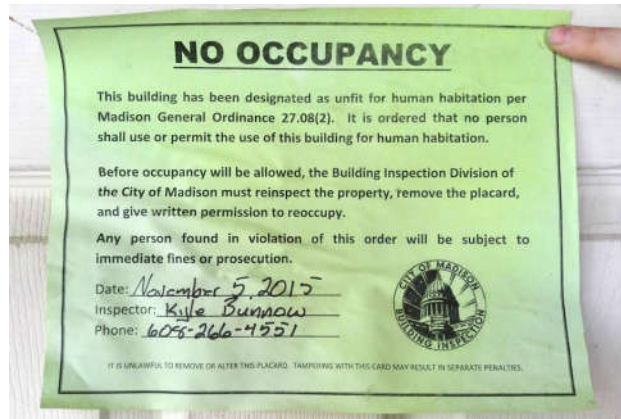 NO OCCUPANCY
This building has been designated as unfit for human habitation per
Madison General Ordinance 27.08(2). It is ordered that no person
shall use or permit the use of this building for human habitation.
Before occupancy will be allowed, the Building Inspection Division of
the City of Madison must reinspect the property, remove the placard,
and give written permission to reoccupy.
Any person found in violation of this order will be subject to
immediate fines or prosecution.
Date: November 5, 2015
Inspector: Kyle Bunnow
Phone: 608-266-4551
CITY OF MADISON
BUILDING INSPECTION
IT IS UNLAWFUL TO REMOVE OR ALTER THIS PLACARD. TAMPERING WITH THIS CARD MAY RESULT IN SEPARATE PENALTIES.